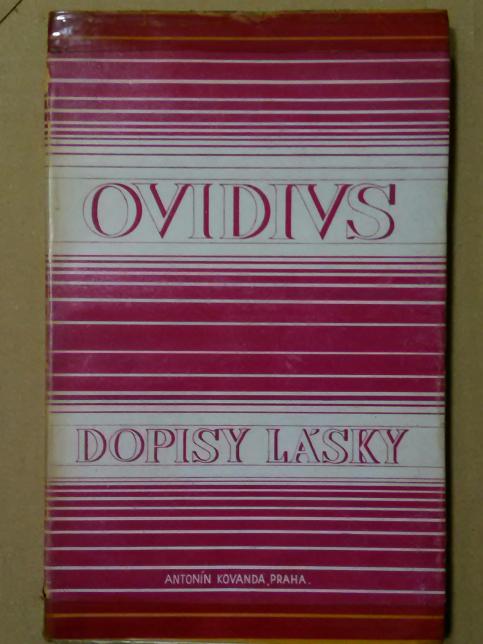 OVIDIVS
DOPISY LÁSKY
ANTONÍN KOVANDA, PRAHA.